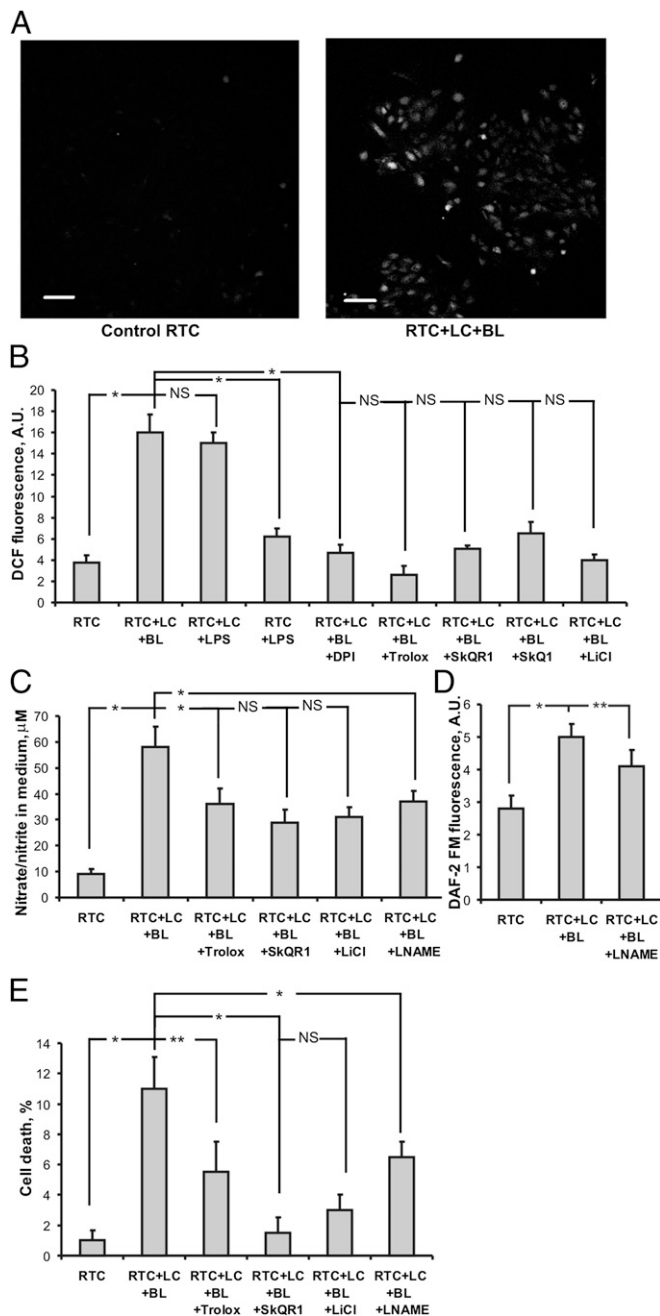 A
Control RTC
RTC+LC+BL
B
DCF fluorescence, A.U.
20
18
16
14
12
10
8
6
4
2
0
*
*
*
NS
NS
NS
NS
NS
RTC
RTC+LC
+BL
RTC+LC
+LPS
RTC
+LPS
RTC+LC+
BL
+DPI
RTC+LC+
BL
+Trolox
RTC+LC+
BL
+SkQR1
RTC+LC+
BL
+SkQ1
RTC+LC+
BL
+LiCl
C
Nitrate/nitrite in medium, µM
70
60
50
40
30
20
10
0
*
*
*
NS
NS
RTC
RTC+LC
+BL
RTC+LC+
BL
+Trolox
RTC+LC+
BL
+SkQR1
RTC+LC+
BL
+LiCl
RTC+LC+
BL
+LNAME
D
DAF-2 FM fluorescence, A.U.
6
5
4
3
2
1
0
*
**
RTC
RTC+LC
+BL
RTC+LC+
BL
+LNAME
E
Cell death, %
14
12
10
8
6
4
2
0
*
*
*
**
NS
RTC
RTC+LC
+BL
RTC+LC+
BL
+Trolox
RTC+LC+
BL
+SkQR1
RTC+LC+
BL
+LiCl
RTC+LC+
BL
+LNAME